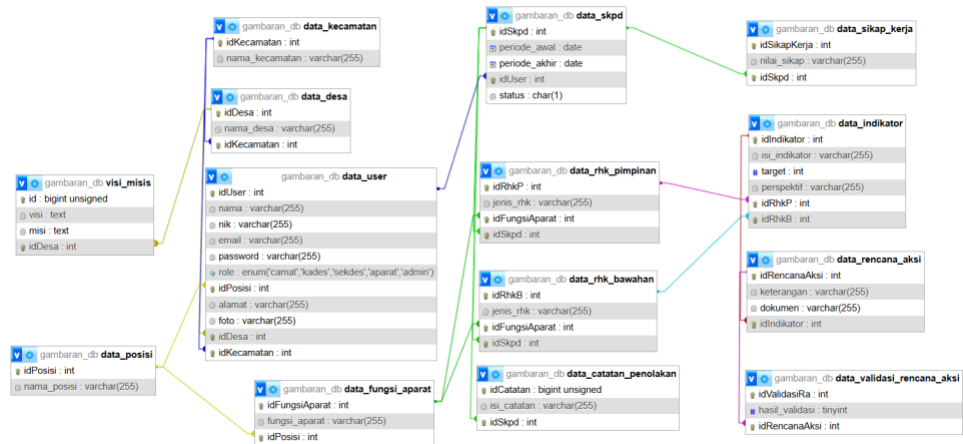 gambaran_db data_kecamatan
idKecamatan : int
nama_kecamatan : varchar(255)
gambaran_db data_desa
idDesa : int
nama_desa : varchar(255)
idKecamatan : int
gambaran_db visi_misis
id : bigint unsigned
visi : text
misi : text
idDesa : int
gambaran_db data_user
idUser : int
nama : varchar(255)
nik : varchar(255)
email : varchar(255)
password : varchar(255)
role : enum('camat','kades','sekdes','aparat','admin')
idPosisi : int
alamat : varchar(255)
foto : varchar(255)
idDesa : int
idKecamatan : int
gambaran_db data_posisi
idPosisi : int
nama_posisi : varchar(255)
gambaran_db data_fungsi_aparat
idFungsiAparat : int
fungsi_aparat : varchar(255)
idPosisi : int
gambaran_db data_skpd
idSkpd : int
periode_awal : date
periode_akhir : date
idUser : int
status : char(1)
gambaran_db data_rhk_pimpinan
idRhkP : int
jenis_rhk : varchar(255)
idFungsiAparat : int
idSkpd : int
gambaran_db data_rhk_bawahan
idRhkB : int
jenis_rhk : varchar(255)
idFungsiAparat : int
idSkpd : int
gambaran_db data_catatan_penolakan
idCatatan : bigint unsigned
isi_catatan : varchar(255)
idSkpd : int
gambaran_db data_sikap_kerja
idSikapKerja : int
nilai_sikap : varchar(255)
idSkpd : int
gambaran_db data_indikator
idIndikator : int
isi_indikator : varchar(255)
target : int
perspektif : varchar(255)
idRhkP : int
idRhkB : int
gambaran_db data_rencana_aksi
idRencanaAksi : int
keterangan : varchar(255)
dokumen : varchar(255)
idIndikator : int
gambaran_db data_validasi_rencana_aksi
idValidasiRa : int
hasil_validasi : tinyint
idRencanaAksi : int